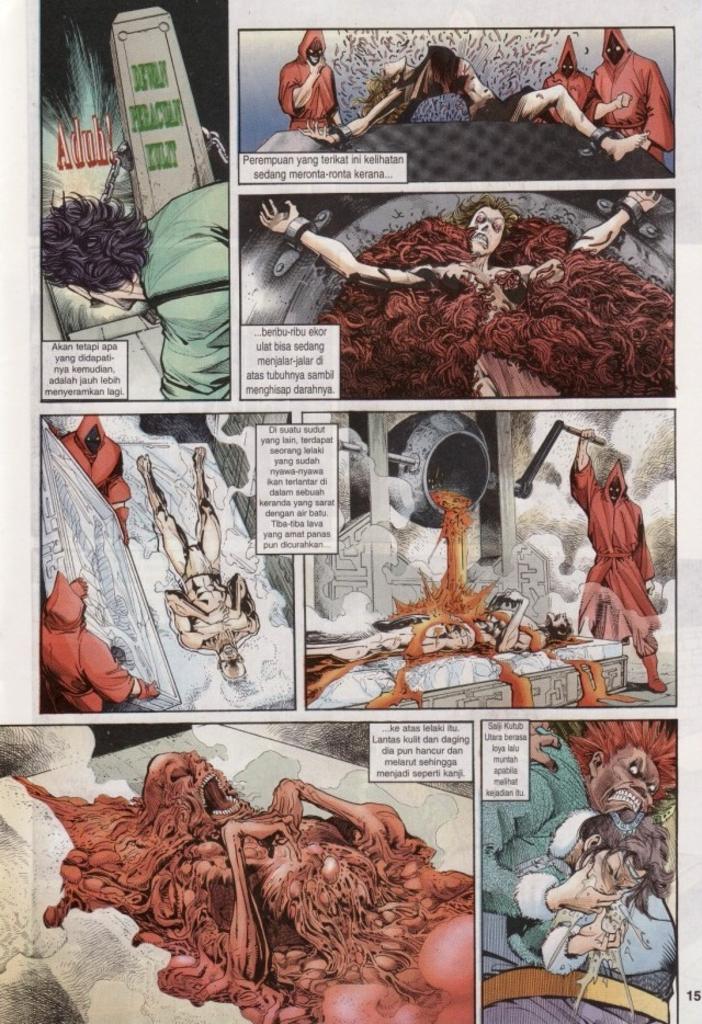 DEWAN
PERACUAN
KULIT
Aduh!
Akan tetapi apa
yang didapati-
nya kemudian,
adalah jauh lebih
menyeramkan lagi.
Perempuan yang terikat ini kelihatan
sedang meronta-ronta kerana...
...beribu-ribu ekor
ulat bisa sedang
menjalar-jalar di
atas tubuhnya sambil
menghisap darahnya.
Di suatu sudut
yang lain, terdapat
seorang lelaki
yang sudah
nyawa-nyawa
ikan terlantar di
dalam sebuah
keranda yang sarat
dengan air batu.
Tiba-tiba lava
yang amat panas
pun dicurahkan...
...ke atas lelaki itu.
Lantas kulit dan daging
dia pun hancur dan
melarut sehingga
menjadi seperti kanji.
Salji Kutub
Utara berasa
loya lalu
muntah
apabila
melihat
kejadian itu.
15